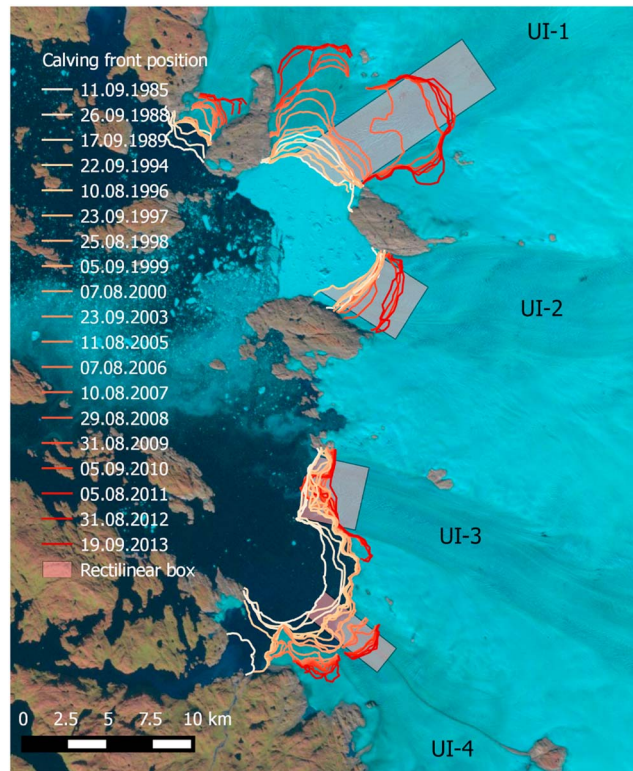 UI-1
Calving front position
11.09.1985
26.09.1988
17.09.1989
22.09.1994
10.08.1996
23.09.1997
25.08.1998
05.09.1999
07.08.2000
23.09.2003
11.08.2005
07.08.2006
10.08.2007
29.08.2008
31.08.2009
05.09.2010
05.08.2011
31.08.2012
19.09.2013
Rectilinear box
UI-2
UI-3
0 2.5 5 7.5 10 km
UI-4